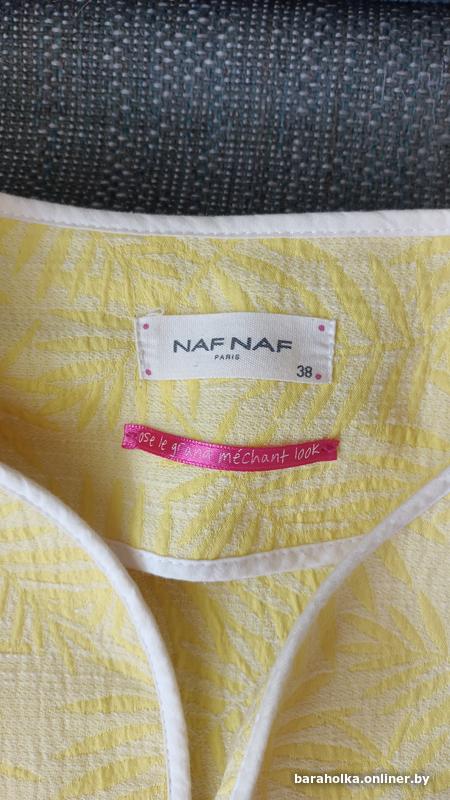 NAF NAF
PARIS
38
ose le grand méchant look
baraholka.onliner.by